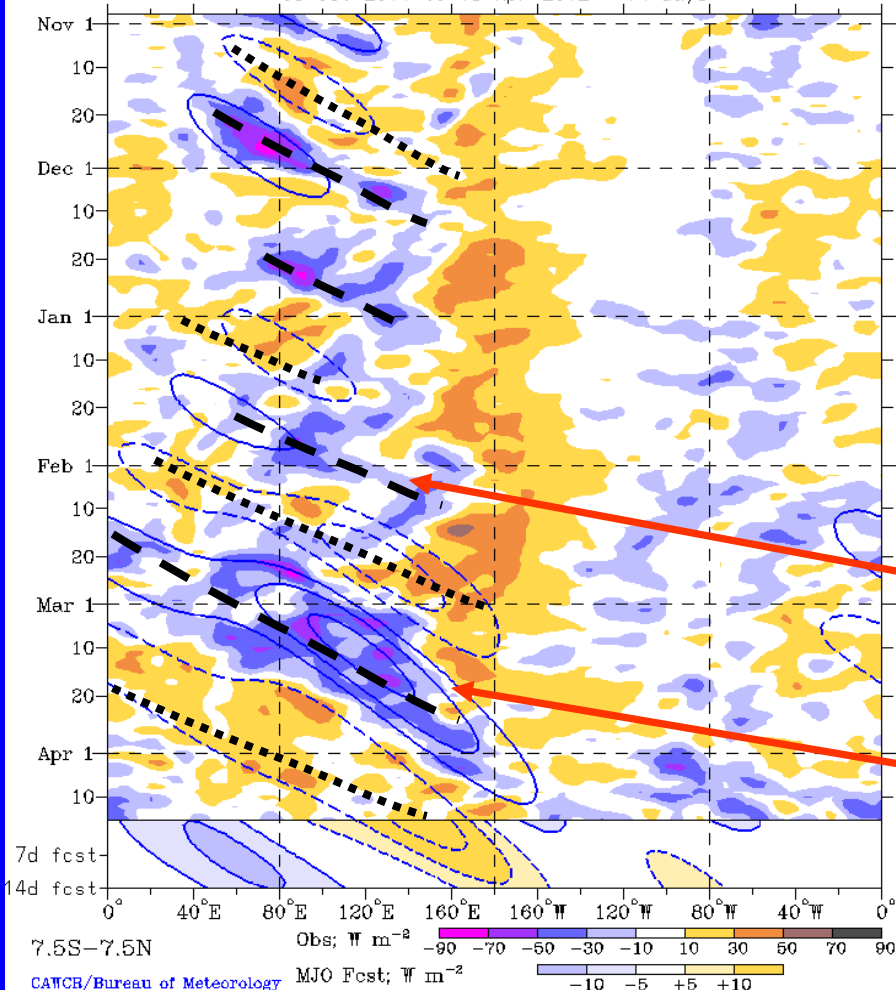 Nov 1
10
20
Dec 1
10
20
Jan 1
10
20
Feb 1
10
20
Mar 1
10
20
Apr 1
10
7d fcst
14d fcst
0° 40°E 80°E 120°E 160°E 160°W 120°W 80°W 40°W 0°
7.5S-7.5N
Obs; W m-2
-90 -70 -50 -30 -10 10 30 50 70 90
CAWCR/Bureau of Meteorology
MJO Fcst; W m-2
-10 -5 +5 +10